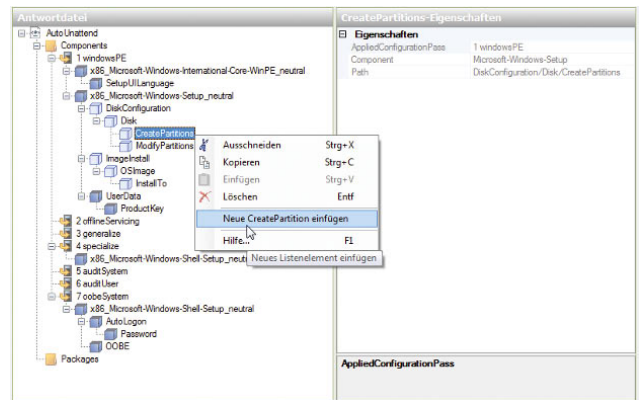 Antwortdatei
AutoUnattend
Components
1 windowsPE
x86_Microsoft-Windows-International-Core-WinPE_neutral
SetupUILanguage
x86_Microsoft-Windows-Setup_neutral
DiskConfiguration
Disk
CreatePartitions
ModifyPartitions
ImageInstall
OSImage
InstallTo
UserData
ProductKey
2 offlineServicing
3 generalize
4 specialize
x86_Microsoft-Windows-Shell-Setup_neut
5 auditSystem
6 auditUser
7 oobeSystem
x86_Microsoft-Windows-Shell-Setup_neutral
AutoLogon
Password
OOBE
Packages
Ausschneiden Strg+X
Kopieren Strg+C
Einfügen Strg+V
Löschen Entf
Neue CreatePartition einfügen
Hilfe... F1
Neues Listenelement einfügen
CreatePartitions-Eigenschaften
Eigenschaften
AppliedConfigurationPass 1 windowsPE
Component Microsoft-Windows-Setup
Path DiskConfiguration/Disk/CreatePartitions
AppliedConfigurationPass